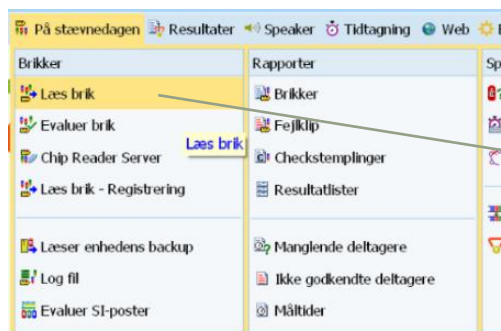 På stævnedagen Resultater Speaker Tidtagning Web
Brikker
Læs brik
Evaluer brik
Læs brik
Chip Reader Server
Læs brik - Registrering
Læser enhedens backup
Log fil
Evaluer SI-poster
Rapporter
Brikker
Fejlklip
Checkstemplinger
Resultatlister
Manglende deltagere
Ikke godkendte deltagere
Måltider
Sp